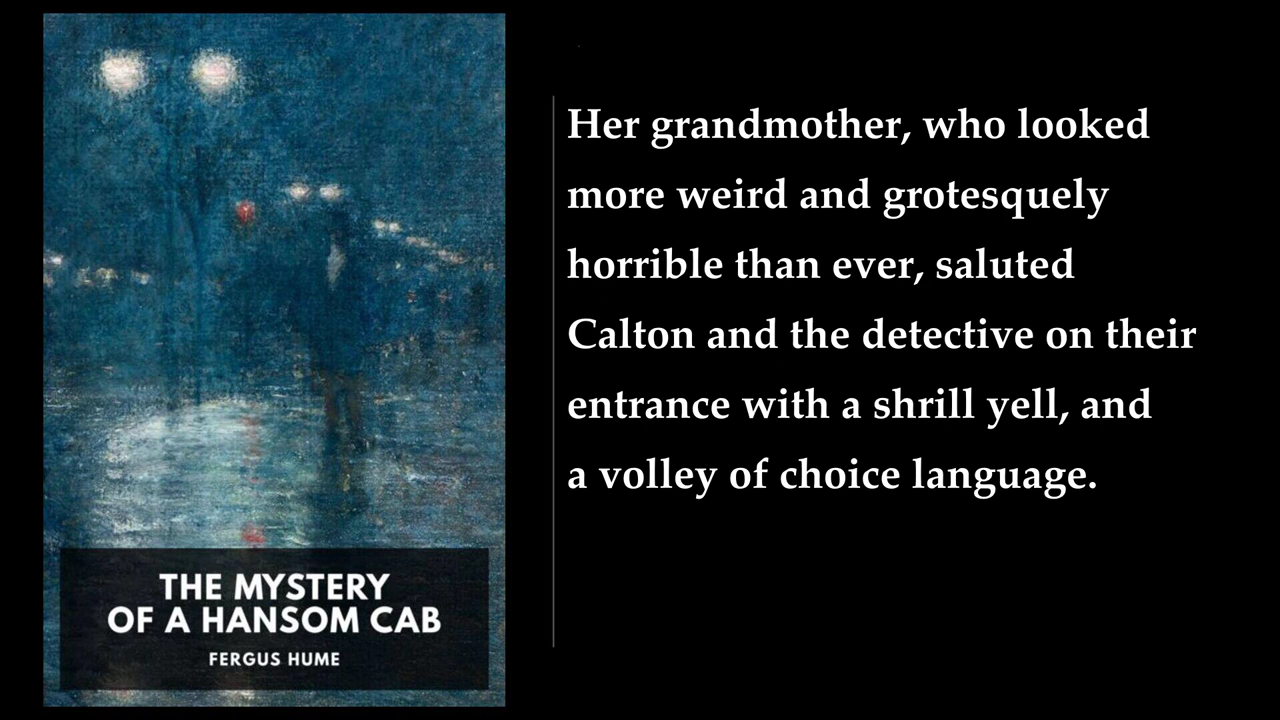 THE MYSTERY
OF A HANSOM CAB
FERGUS HUME
Her grandmother, who looked
more weird and grotesquely
horrible than ever, saluted
Calton and the detective on their
entrance with a shrill yell, and
a volley of choice language.